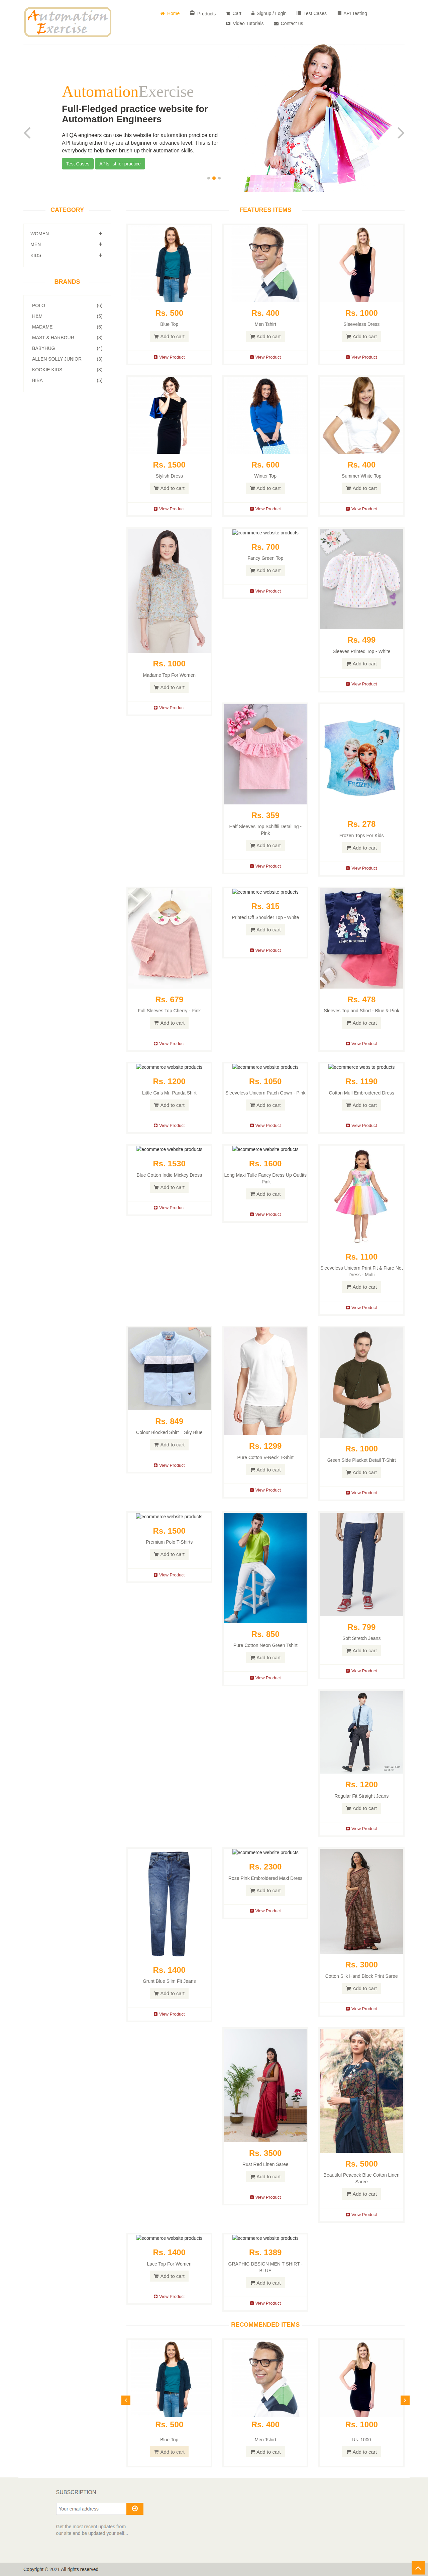 Automation
Exercise
Home
Products
Cart
Signup / Login
Test Cases
API Testing
Video Tutorials
Contact us
AutomationExercise
Full-Fledged practice website for
Automation Engineers
All QA engineers can use this website for automation practice and
API testing either they are at beginner or advance level. This is for
everybody to help them brush up their automation skills.
Test Cases
APIs list for practice
CATEGORY
WOMEN
MEN
KIDS
BRANDS
POLO (6)
H&M (5)
MADAME (5)
MAST & HARBOUR (3)
BABYHUG (4)
ALLEN SOLLY JUNIOR (3)
KOOKIE KIDS (3)
BIBA (5)
FEATURES ITEMS
Rs. 500
Blue Top
Add to cart
View Product
Rs. 400
Men Tshirt
Add to cart
View Product
Rs. 1000
Sleeveless Dress
Add to cart
View Product
Rs. 1500
Stylish Dress
Add to cart
View Product
Rs. 600
Winter Top
Add to cart
View Product
Rs. 400
Summer White Top
Add to cart
View Product
Rs. 1000
Madame Top For Women
Add to cart
View Product
ecommerce website products
Rs. 700
Fancy Green Top
Add to cart
View Product
Rs. 499
Sleeves Printed Top - White
Add to cart
View Product
Rs. 359
Half Sleeves Top Schiffli Detailing -
Pink
Add to cart
View Product
FROZEN
Rs. 278
Frozen Tops For Kids
Add to cart
View Product
Rs. 679
Full Sleeves Top Cherry - Pink
Add to cart
View Product
ecommerce website products
Rs. 315
Printed Off Shoulder Top - White
Add to cart
View Product
Rs. 478
Sleeves Top and Short - Blue & Pink
Add to cart
View Product
ecommerce website products
Rs. 1200
Little Girls Mr. Panda Shirt
Add to cart
View Product
ecommerce website products
Rs. 1050
Sleeveless Unicorn Patch Gown - Pink
Add to cart
View Product
ecommerce website products
Rs. 1190
Cotton Mull Embroidered Dress
Add to cart
View Product
ecommerce website products
Rs. 1530
Blue Cotton Indie Mickey Dress
Add to cart
View Product
ecommerce website products
Rs. 1600
Long Maxi Tulle Fancy Dress Up Outfits
-Pink
Add to cart
View Product
Rs. 1100
Sleeveless Unicorn Print Fit & Flare Net
Dress - Multi
Add to cart
View Product
Rs. 849
Colour Blocked Shirt – Sky Blue
Add to cart
View Product
Rs. 1299
Pure Cotton V-Neck T-Shirt
Add to cart
View Product
Rs. 1000
Green Side Placket Detail T-Shirt
Add to cart
View Product
ecommerce website products
Rs. 1500
Premium Polo T-Shirts
Add to cart
View Product
Rs. 850
Pure Cotton Neon Green Tshirt
Add to cart
View Product
Rs. 799
Soft Stretch Jeans
Add to cart
View Product
Rs. 1200
Regular Fit Straight Jeans
Add to cart
View Product
Rs. 1400
Grunt Blue Slim Fit Jeans
Add to cart
View Product
ecommerce website products
Rs. 2300
Rose Pink Embroidered Maxi Dress
Add to cart
View Product
Rs. 3000
Cotton Silk Hand Block Print Saree
Add to cart
View Product
Rs. 3500
Rust Red Linen Saree
Add to cart
View Product
Rs. 5000
Beautiful Peacock Blue Cotton Linen
Saree
Add to cart
View Product
ecommerce website products
Rs. 1400
Lace Top For Women
Add to cart
View Product
ecommerce website products
Rs. 1389
GRAPHIC DESIGN MEN T SHIRT -
BLUE
Add to cart
View Product
RECOMMENDED ITEMS
Rs. 500
Blue Top
Add to cart
Rs. 400
Men Tshirt
Add to cart
Rs. 1000
Rs. 1000
Add to cart
SUBSCRIPTION
Your email address
Get the most recent updates from
our site and be updated your self...
Copyright © 2021 All rights reserved